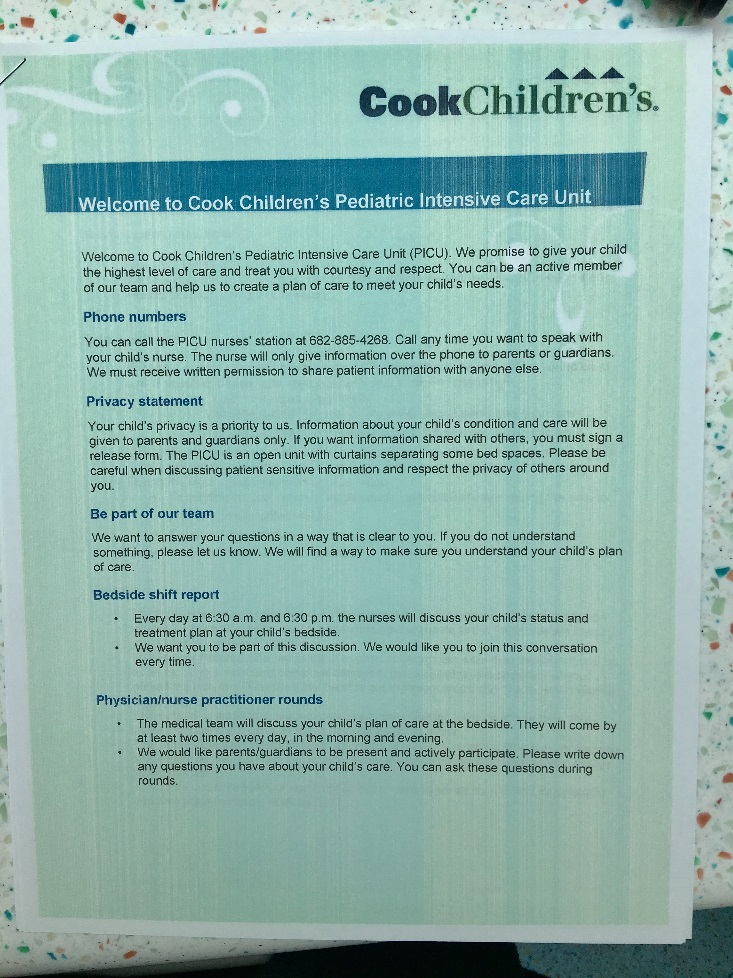 CookChildren's.
Welcome to Cook Children's Pediatric Intensive Care Unit
Welcome to Cook Children's Pediatric Intensive Care Unit (PICU). We promise to give your child
the highest level of care and treat you with courtesy and respect. You can be an active member
of our team and help us to create a plan of care to meet your child's needs.
Phone numbers
You can call the PICU nurses' station at 682-885-4268. Call any time you want to speak with
your child's nurse. The nurse will only give information over the phone to parents or guardians.
We must receive written permission to share patient information with anyone else.
Privacy statement
Your child's privacy is a priority to us. Information about your child's condition and care will be
given to parents and guardians only. If you want information shared with others, you must sign a
release form. The PICU is an open unit with curtains separating some bed spaces. Please be
careful when discussing patient sensitive information and respect the privacy of others around
you.
Be part of our team
We want to answer your questions in a way that is clear to you. If you do not understand
something, please let us know. We will find a way to make sure you understand your child's plan
of care.
Bedside shift report
• Every day at 6:30 a.m. and 6:30 p.m. the nurses will discuss your child's status and
treatment plan at your child's bedside.
• We want you to be part of this discussion. We would like you to join this conversation
every time.
Physician/nurse practitioner rounds
• The medical team will discuss your child's plan of care at the bedside. They will come by
at least two times every day, in the morning and evening.
• We would like parents/guardians to be present and actively participate. Please write down
any questions you have about your child's care. You can ask these questions during
rounds.